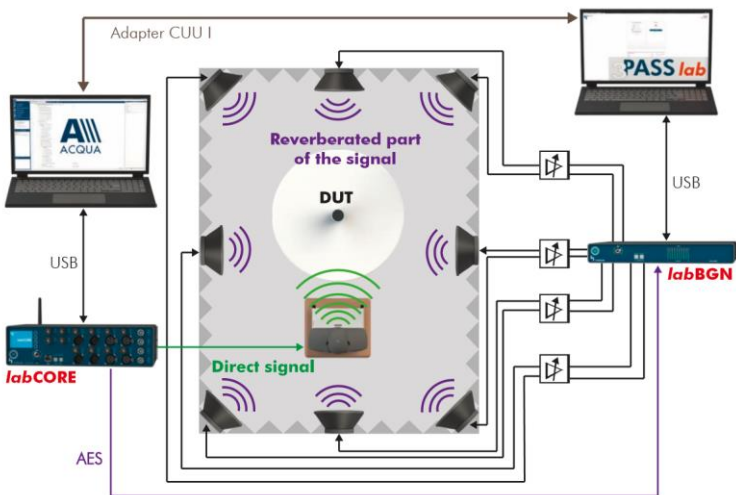 Adapter CUU I
PASS lab
ACQUA
Reverberated part
of the signal
DUT
USB
USB
labBGN
labCORE
Direct signal
AES